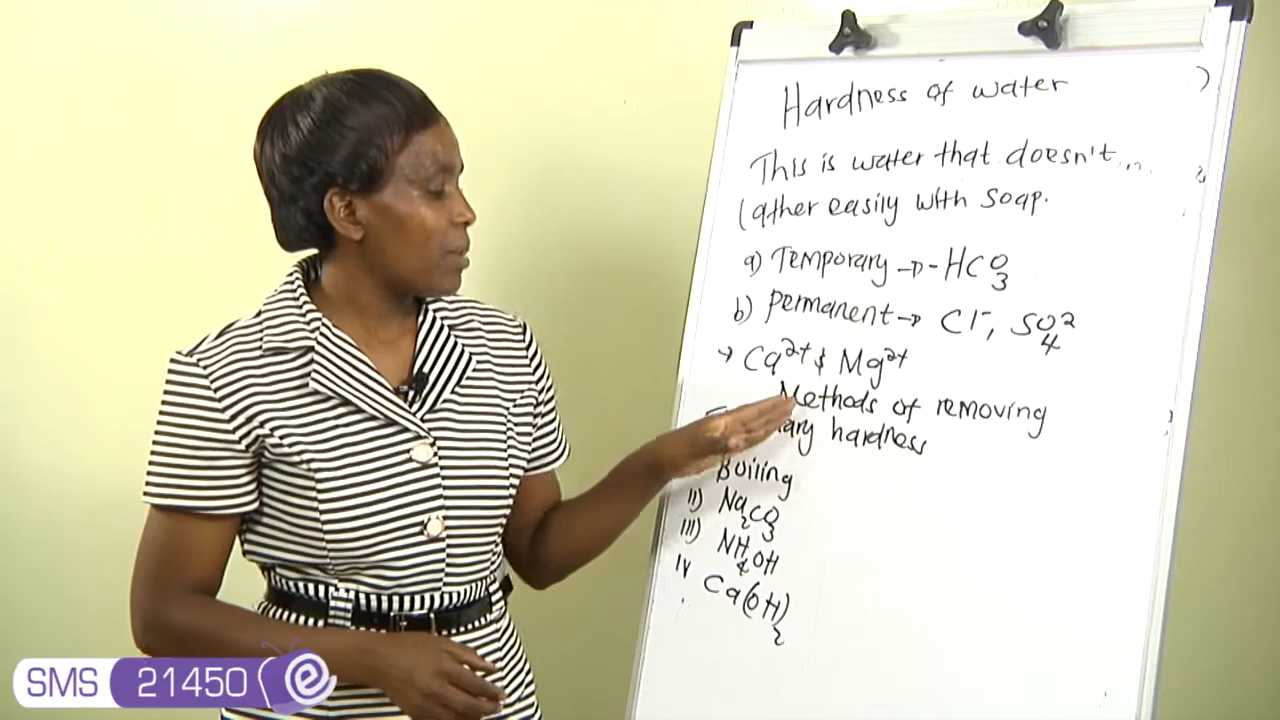 Hardness of water
This is water that doesn't...
lather easily with soap.
a) Temporary → -HCO3
b) permanent → Cl⁻, SO4²
→ Ca²⁺ & Mg²⁺
Methods of removing
hardness
Boiling
ii) Na2CO3
iii) NH4OH
iv Ca(OH)2
SMS 21450 e